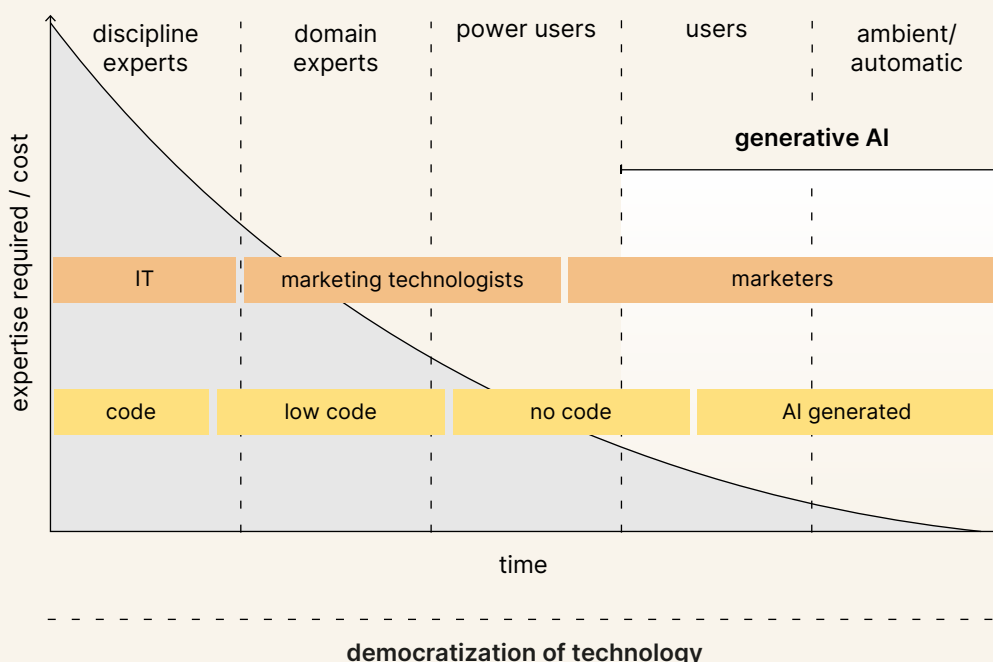 discipline
experts
domain
experts
power users
users
ambient/
automatic
generative AI
expertise required / cost
IT
marketing technologists
marketers
code
low code
no code
AI generated
time
democratization of technology